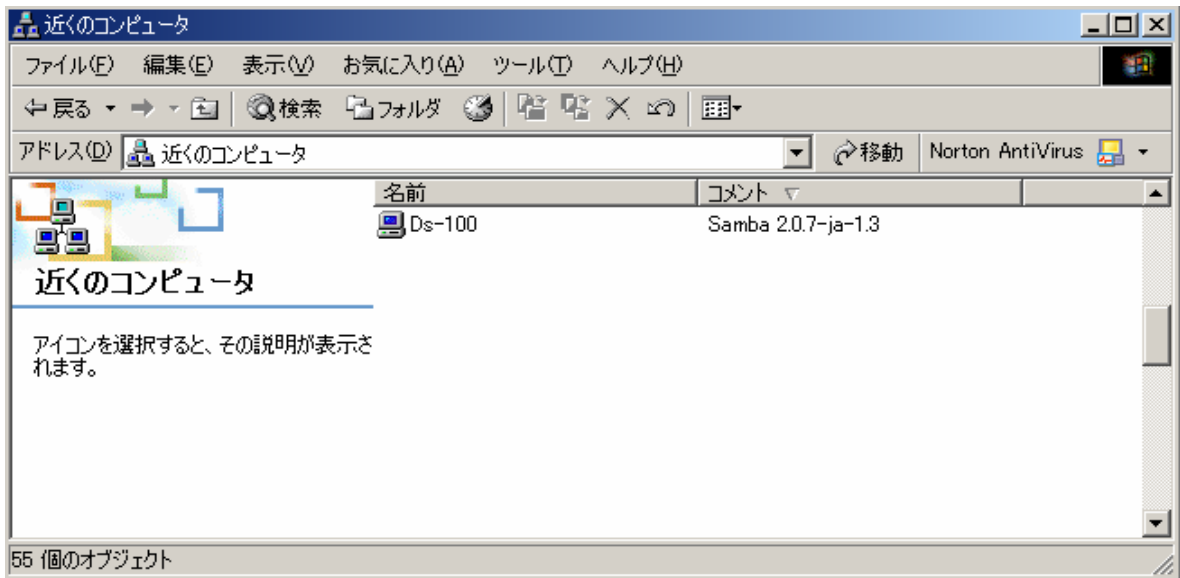 近くのコンピュータ
ファイル(F) 編集(E) 表示(V) お気に入り(A) ツール(T) ヘルプ(H)
戻る 検索 フォルダ
アドレス(D) 近くのコンピュータ 移動 Norton AntiVirus
名前 コメント
Ds-100 Samba 2.0.7-ja-1.3
近くのコンピュータ
アイコンを選択すると、その説明が表示さ
れます。
55 個のオブジェクト